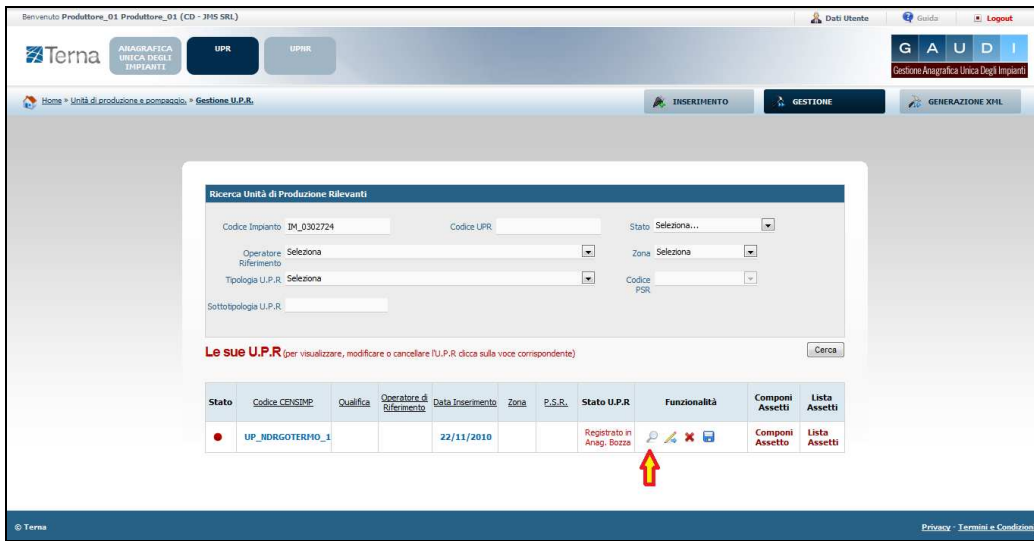 Benvenuto Produttore_01 Produttore_01 (CD - JMS SRL)
Dati Utente
Guida
Logout
Terna
ANAGRAFICA
UNICA DEGLI
IMPIANTI
UPR
UPNR
GAUDI
Gestione Anagrafica Unica Degli Impianti
Home » Unità di produzione e pompaggio. » Gestione U.P.R.
INSERIMENTO
GESTIONE
GENERAZIONE XML
Ricerca Unità di Produzione Rilevanti
Codice Impianto IM_0302724 Codice UPR Stato Seleziona...
Operatore Riferimento Seleziona Zona Seleziona
Tipologia U.P.R Seleziona Codice PSR
Sottotipologia U.P.R
Le sue U.P.R (per visualizzare, modificare o cancellare l'U.P.R clicca sulla voce corrispondente)
Cerca
Stato Codice CENSIMP Qualifica Operatore di Riferimento Data Inserimento Zona P.S.R. Stato U.P.R Funzionalità Componi Assetti Lista Assetti
UP_NDRGOTERMO_1 22/11/2010 Registrato in Anag. Bozza Componi Assetto Lista Assetti
© Terna
Privacy - Termini e Condizion